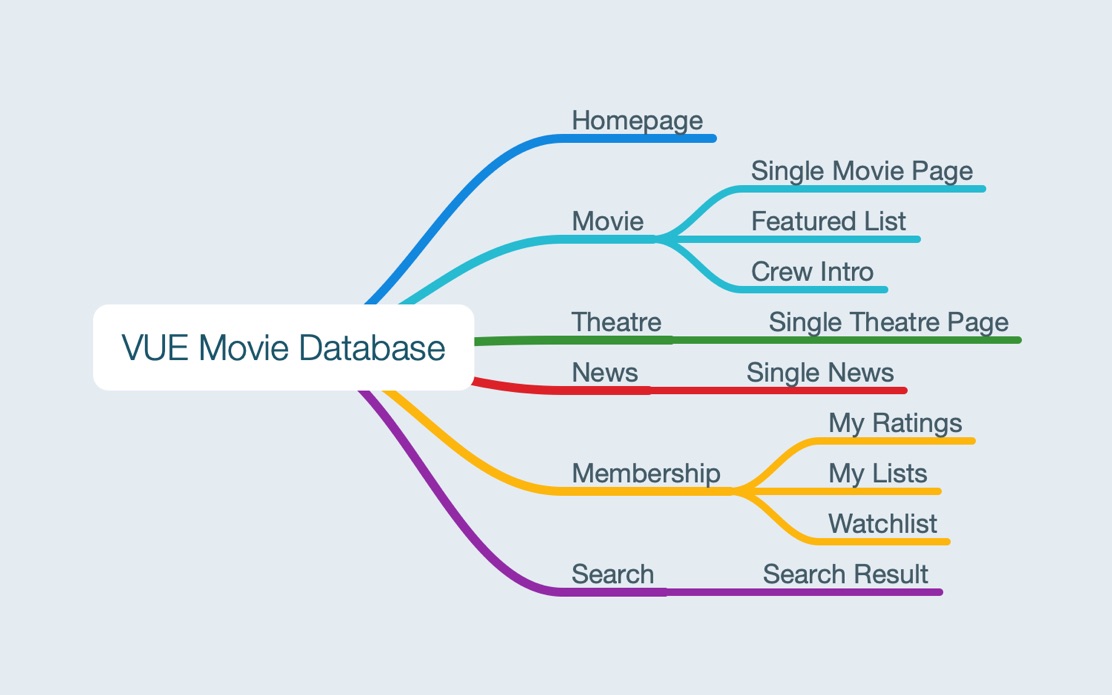 VUE Movie Database
Homepage
Movie
Single Movie Page
Featured List
Crew Intro
Theatre
Single Theatre Page
News
Single News
Membership
My Ratings
My Lists
Watchlist
Search
Search Result